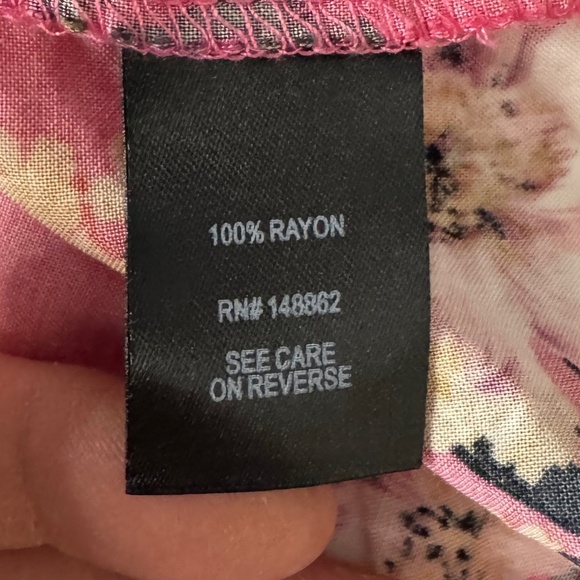 100% RAYON
RN# 148862
SEE CARE
ON REVERSE